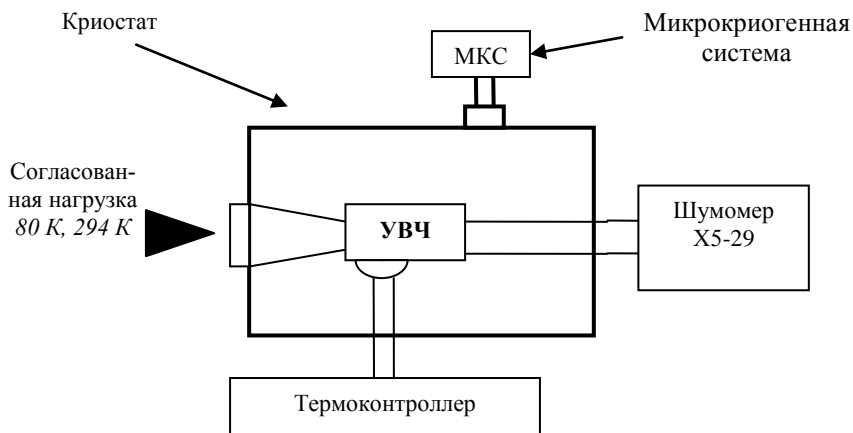 Криостат
МКС
Микрокриогенная
система
Согласован-
ная нагрузка
80 К, 294 К
УВЧ
Шумомер
Х5-29
Термоконтроллер